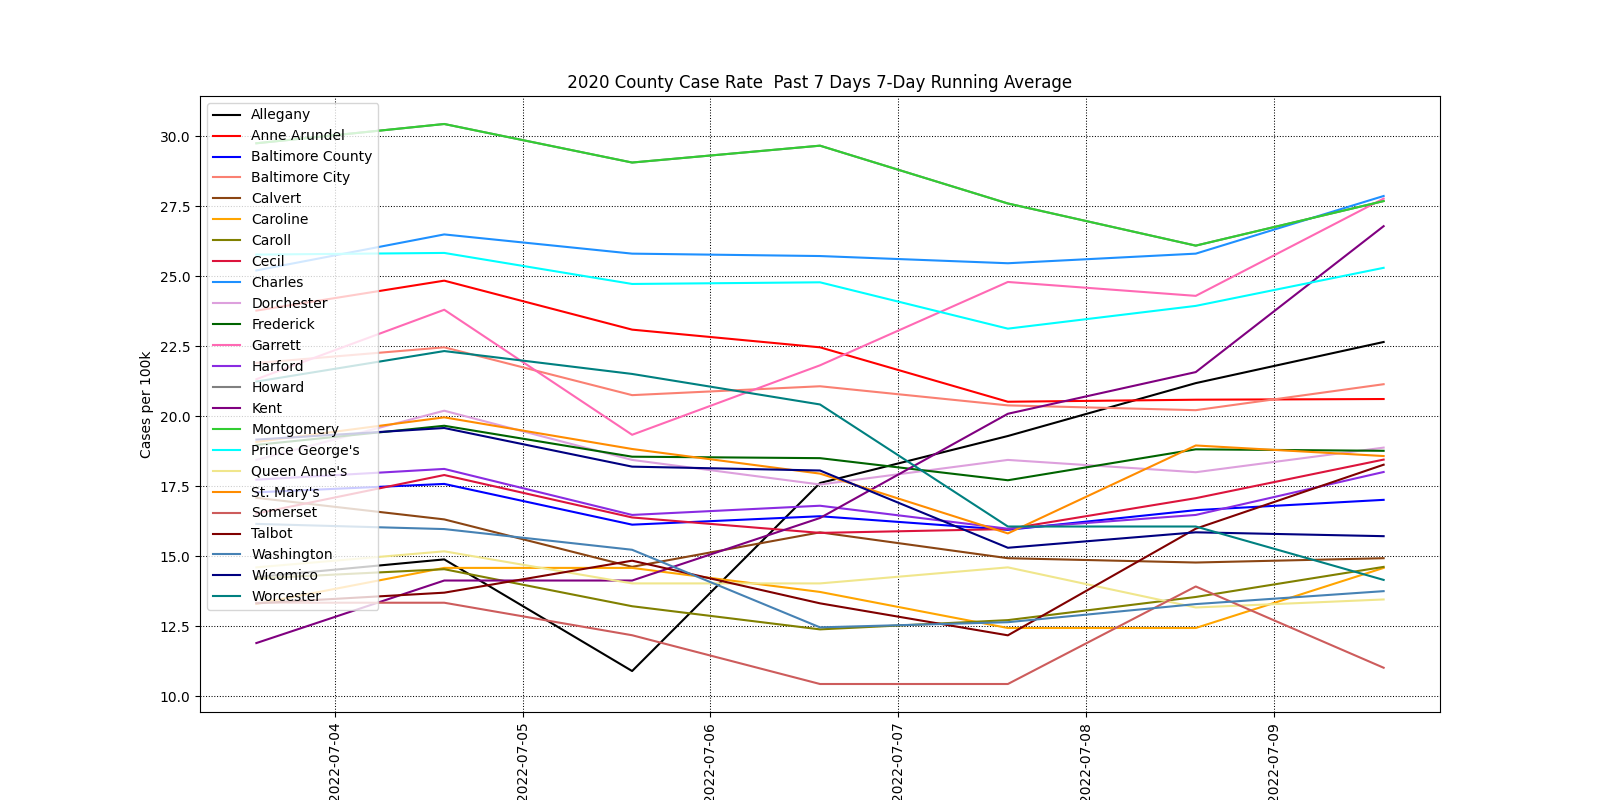 2020 County Case Rate  Past 7 Days 7-Day Running Average
Cases per 100k
30.0
27.5
25.0
22.5
20.0
17.5
15.0
12.5
10.0
Allegany
Anne Arundel
Baltimore County
Baltimore City
Calvert
Caroline
Caroll
Cecil
Charles
Dorchester
Frederick
Garrett
Harford
Howard
Kent
Montgomery
Prince George's
Queen Anne's
St. Mary's
Somerset
Talbot
Washington
Wicomico
Worcester
2022-07-04
2022-07-05
2022-07-06
2022-07-07
2022-07-08
2022-07-09